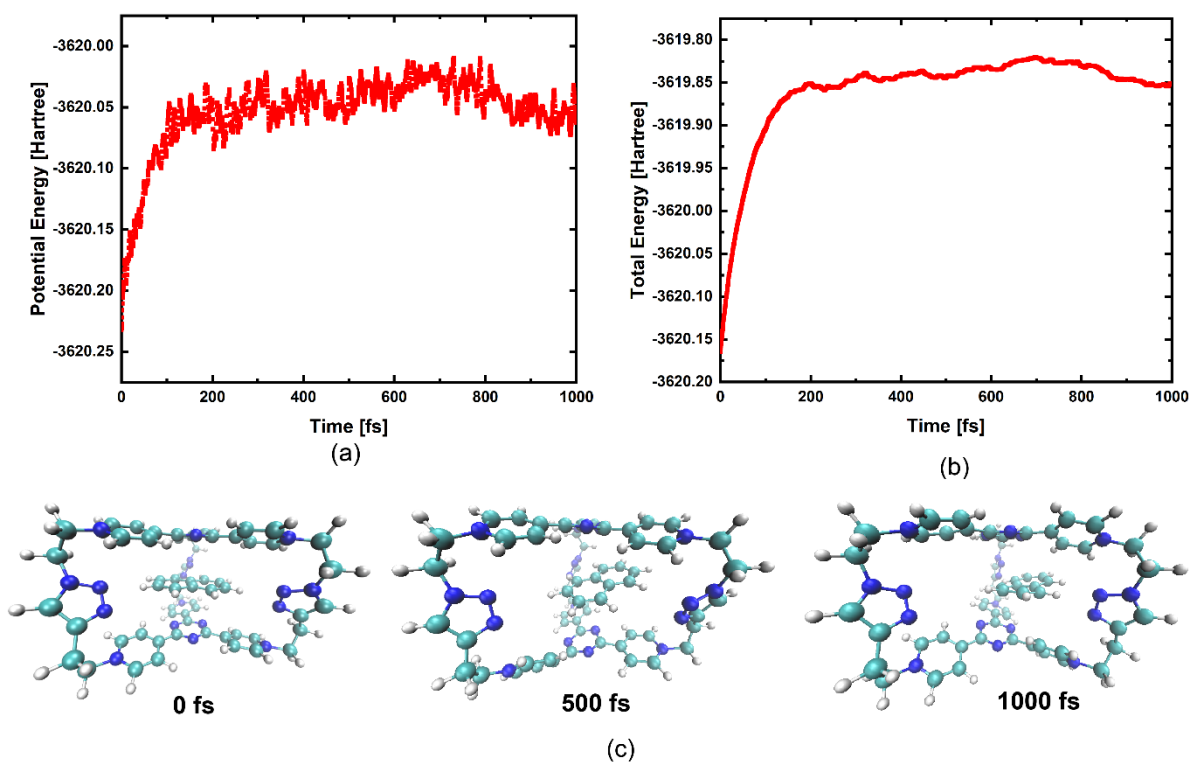 Potential Energy [Hartree]
-3620.00
-3620.05
-3620.10
-3620.15
-3620.20
-3620.25
0 200 400 600 800 1000
Time [fs]
(a)
Total Energy [Hartree]
-3619.80
-3619.85
-3619.90
-3619.95
-3620.00
-3620.05
-3620.10
-3620.15
-3620.20
0 200 400 600 800 1000
Time [fs]
(b)
0 fs
500 fs
1000 fs
(c)